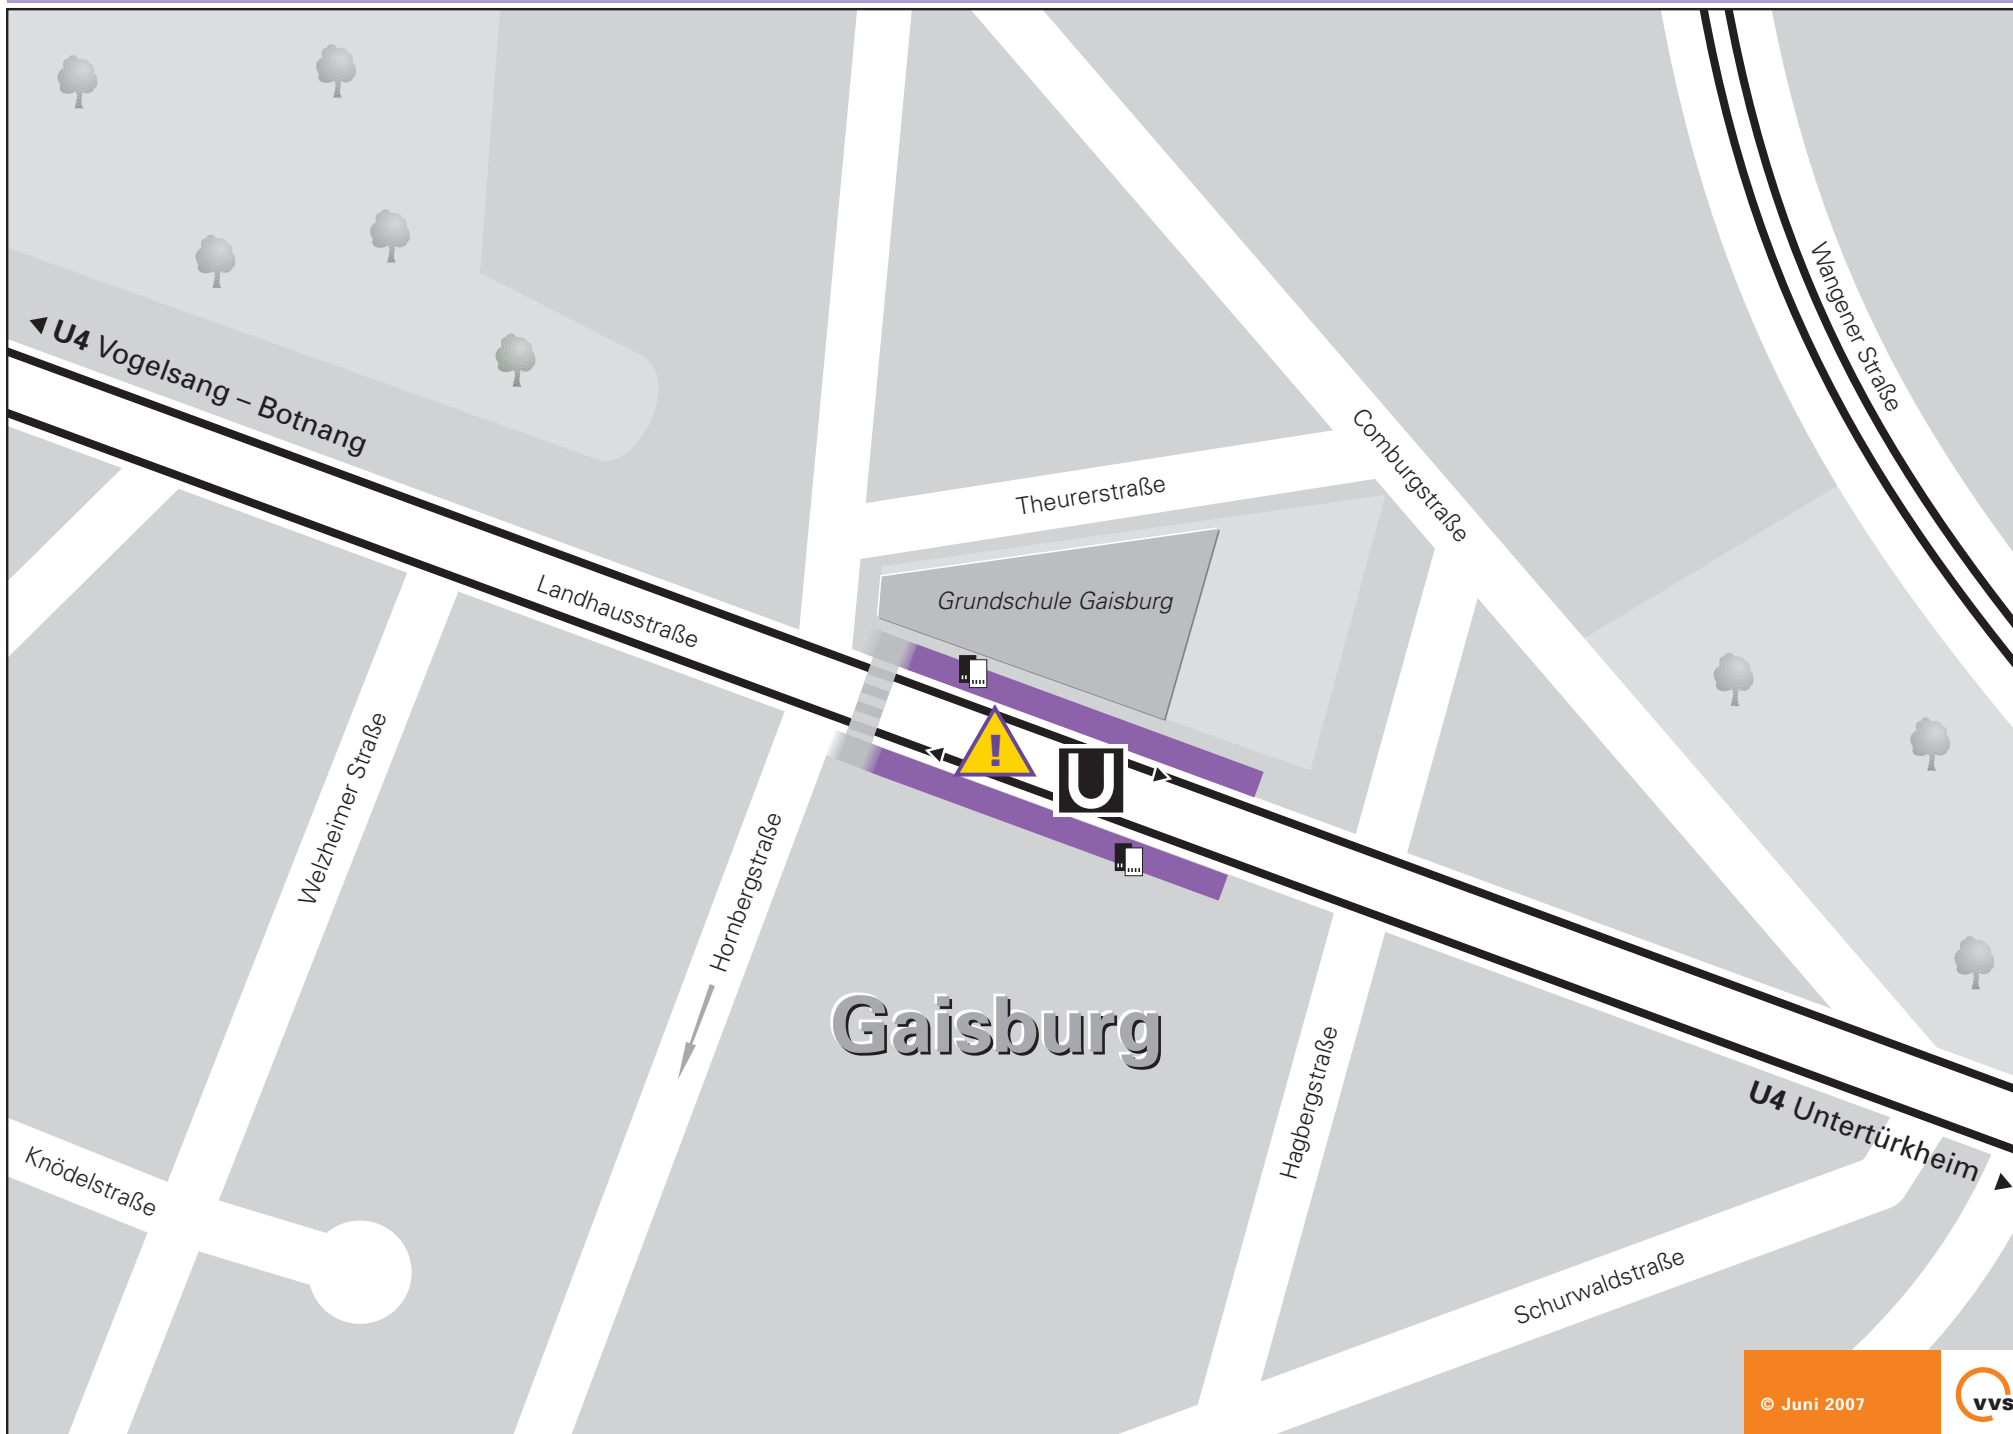 Wangener Straße
U4 Vogelsang – Botnang
Comburgstraße
Theurerstraße
Landhausstraße
Grundschule Gaisburg
!
U
Welzheimer Straße
Hornbergstraße
Gaisburg
Hagbergstraße
U4 Untertürkheim
Knödelstraße
Schurwaldstraße
© Juni 2007
vvs